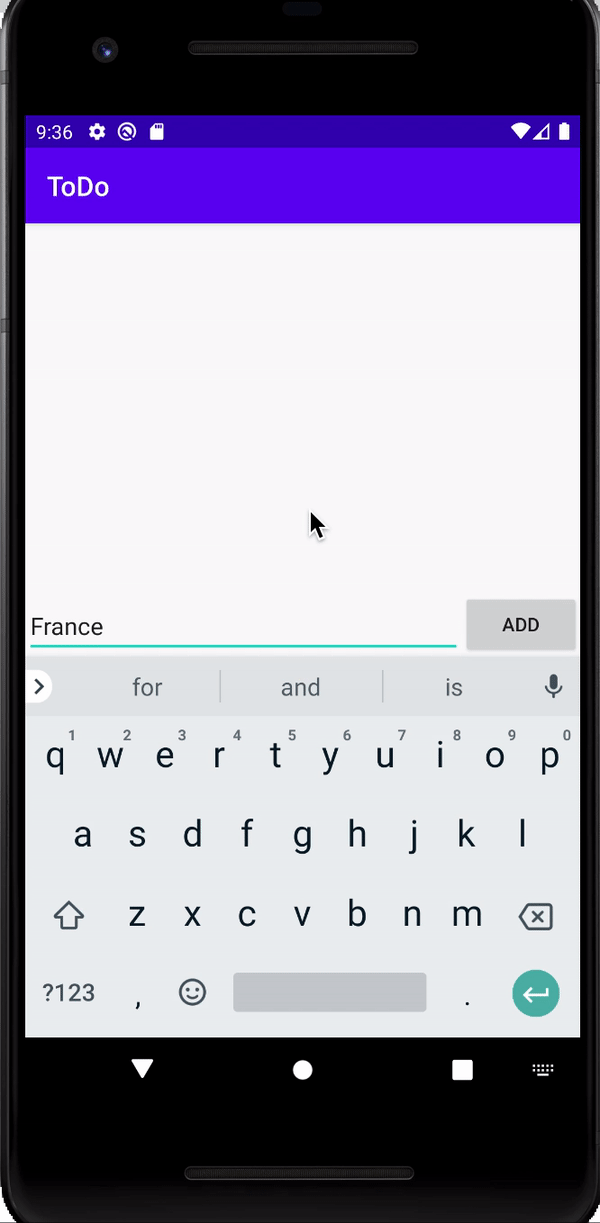 9:36
ToDo
France ADD
for and is
1 2 3 4 5 6 7 8 9 0
q w e r t y u i o p
a s d f g h j k l
z x c v b n m
?123 , .